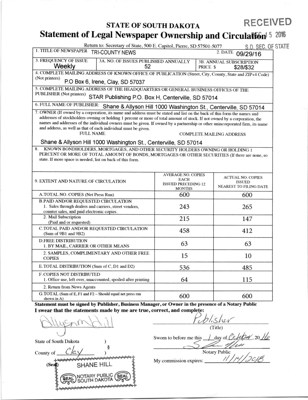 STATE OF SOUTH DAKOTA
RECEIVED
Statement of Legal Newspaper Ownership and Circulation
Return to: Secretary of State, 500 E. Capitol, Pierre, SD 57501-5077
S.D. SEC. OF STATE
1. TITLE OF NEWSPAPER TRI-COUNTY NEWS
2. DATE 09/29/16
3. FREQUENCY OF ISSUE
Weekly
3A. NO. OF ISSUES PUBLISHED ANNUALLY
52
3B. ANNUAL SUBSCRIPTION
PRICE: $ $28/$32
4. COMPLETE MAILING ADDRESS OF KNOWN OFFICE OF PUBLICATION (Street, City, County, State and ZIP+4 Code)
(Not printers)
P.O Box 6, Irene, Clay, SD 57037
5. COMPLETE MAILING ADDRESS OF THE HEADQUARTERS OR GENERAL BUSINESS OFFICES OF THE
PUBLISHER (Not printers)
STAR Publishing P.O. Box H, Centerville, SD 57014
6. FULL NAME OF PUBLISHER: Shane & Allyson Hill 1000 Washington St., Centerville, SD 57014
7. OWNER (If owned by a corporation, its name and address must be stated and list on the back of this form the names and
addresses of stockholders owning or holding 1 percent or more of total amount of stock. If not owned by a corporation, the
names and addresses of the individual owners must be given. If owned by a partnership or other unincorporated firm, its name
and address, as well as that of each individual must be given.
FULL NAME
COMPLETE MAILING ADDRESS
Shane & Allyson Hill 1000 Washington St., Centerville, SD 57014
8. KNOWN BONDHOLDERS, MORTGAGES, AND OTHER SECURITY HOLDERS OWNING OR HOLDING 1
PERCENT OR MORE OF TOTAL AMOUNT OF BONDS, MORTGAGES OR OTHER SECURITIES (If there are none, so
state. If more space is needed, list on back of this form.
9. EXTENT AND NATURE OF CIRCULATION
AVERAGE NO. COPIES
EACH
ISSUED PRECEDING 12
MONTHS
ACTUAL NO. COPIES
ISSUED
NEAREST TO FILING DATE
A. TOTAL NO. COPIES (Net Press Run)
600
600
B. PAID AND/OR REQUESTED CIRCULATION
1. Sales through dealers and carriers, street vendors,
counter sales, and paid electronic copies.
243
265
2. Mail Subscription
(Paid and/or requested)
215
147
C. TOTAL PAID AND/OR REQUESTED CIRCULATION
(Sum of 9B1 and 9B2)
458
412
D. FREE DISTRIBUTION
1. BY MAIL, CARRIER OR OTHER MEANS
63
63
2. SAMPLES, COMPLIMENTARY AND OTHER FREE
COPIES
15
10
E. TOTAL DISTRIBUTION (Sum of C, D1 and D2)
536
485
F. COPIES NOT DISTRIBUTED
1. Office use, left over, unaccounted, spoiled after printing
64
115
2. Return from News Agents
G. TOTAL (Sum of E, F1 and F2 - Should equal net press run
shown in A)
600
600
Statement must be signed by Publisher, Business Manager, or Owner in the presence of a Notary Public
I swear that the statements made by me are true, correct, and complete:
Allyson Hill
Publisher
(Title)
State of South Dakota )
County of Clay )
Sworn to before me this 1 day of October, 2016
Notary Public
My commission expires: 11/14/2018
(Seal)
SHANE HILL
NOTARY PUBLIC
SOUTH DAKOTA
SEAL